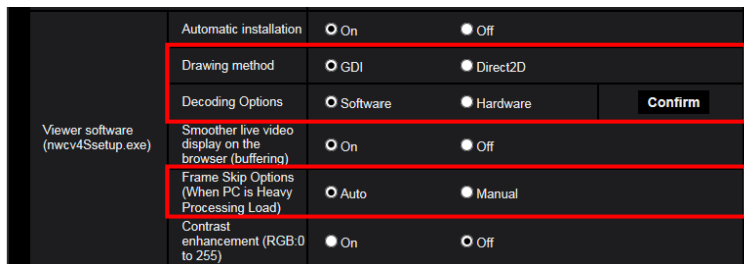 Automatic installation On Off
Drawing method GDI Direct2D
Decoding Options Software Hardware Confirm
Viewer software
(nwcv4Ssetup.exe)
Smoother live video
display on the
browser (buffering)
On Off
Frame Skip Options
(When PC is Heavy
Processing Load)
Auto Manual
Contrast
enhancement (RGB:0
to 255)
On Off